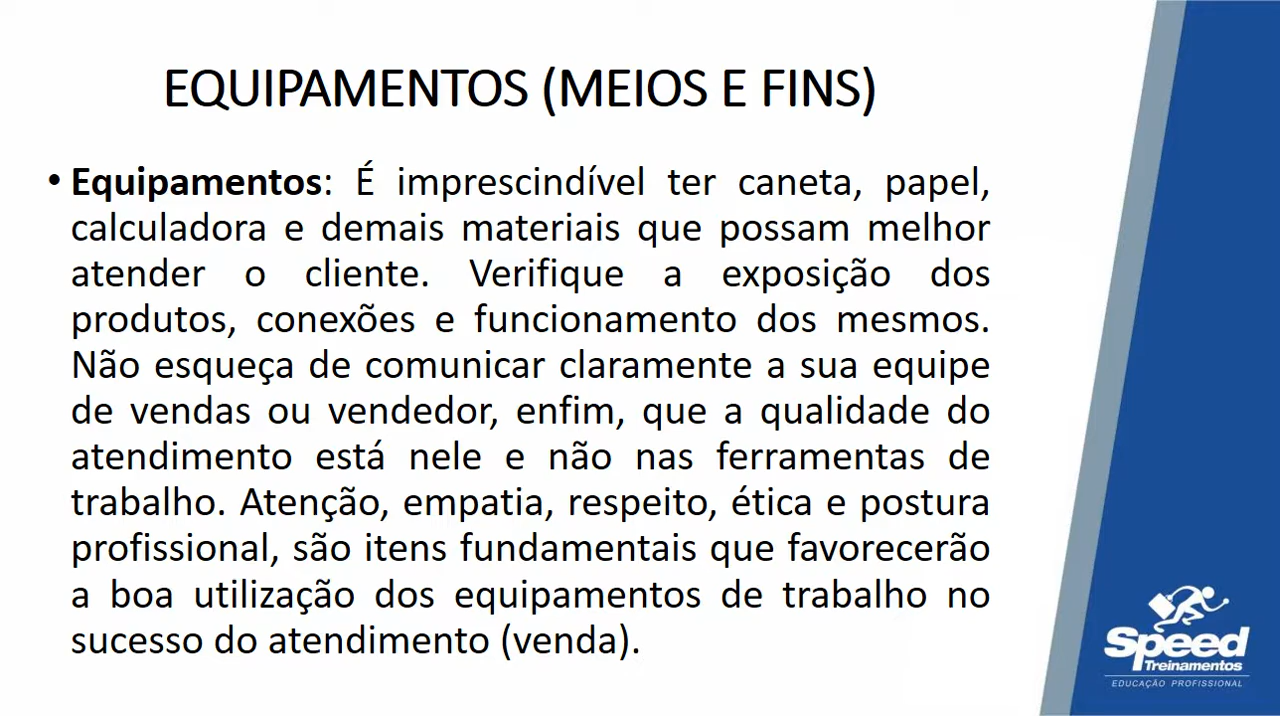 EQUIPAMENTOS (MEIOS E FINS)
• Equipamentos: É imprescindível ter caneta, papel,
calculadora e demais materiais que possam melhor
atender o cliente. Verifique a exposição dos
produtos, conexões e funcionamento dos mesmos.
Não esqueça de comunicar claramente a sua equipe
de vendas ou vendedor, enfim, que a qualidade do
atendimento está nele e não nas ferramentas de
trabalho. Atenção, empatia, respeito, ética e postura
profissional, são itens fundamentais que favorecerão
a boa utilização dos equipamentos de trabalho no
sucesso do atendimento (venda).
Speed
Treinamentos
EDUCAÇÃO PROFISSIONAL